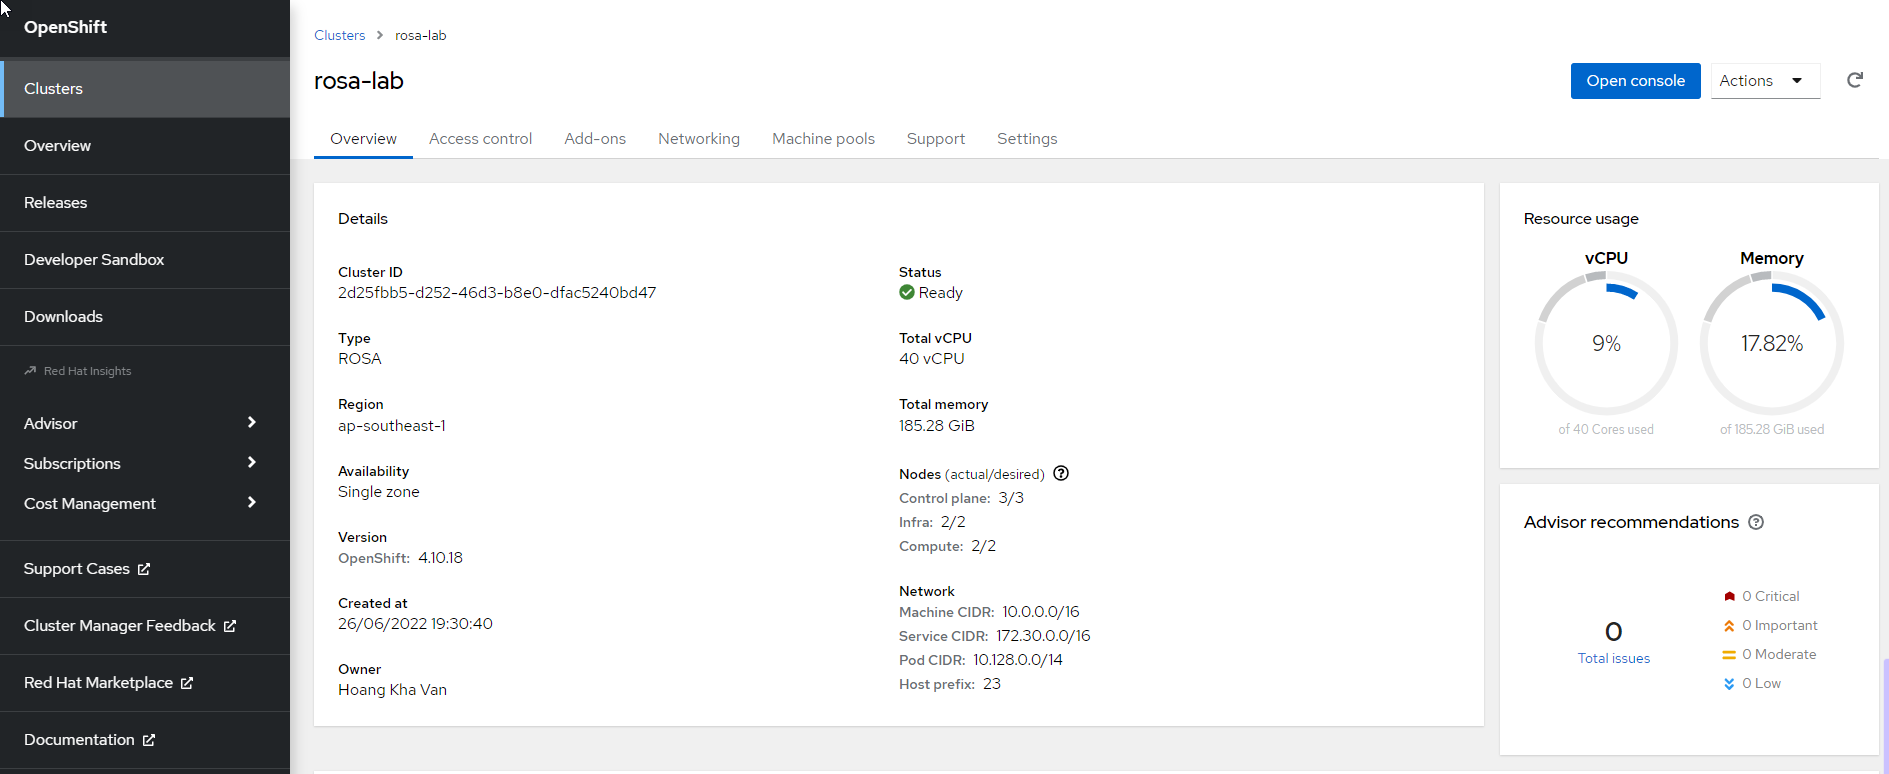 OpenShift
Clusters
Overview
Releases
Developer Sandbox
Downloads
Red Hat Insights
Advisor
Subscriptions
Cost Management
Support Cases
Cluster Manager Feedback
Red Hat Marketplace
Documentation
Clusters > rosa-lab
rosa-lab
Open console
Actions
Overview Access control Add-ons Networking Machine pools Support Settings
Details
Cluster ID
2d25fbb5-d252-46d3-b8e0-dfac5240bd47
Type
ROSA
Region
ap-southeast-1
Availability
Single zone
Version
OpenShift: 4.10.18
Created at
26/06/2022 19:30:40
Owner
Hoang Kha Van
Status
Ready
Total vCPU
40 vCPU
Total memory
185.28 GiB
Nodes (actual/desired)
Control plane: 3/3
Infra: 2/2
Compute: 2/2
Network
Machine CIDR: 10.0.0.0/16
Service CIDR: 172.30.0.0/16
Pod CIDR: 10.128.0.0/14
Host prefix: 23
Resource usage
vCPU
9%
of 40 Cores used
Memory
17.82%
of 185.28 GiB used
Advisor recommendations
0
Total issues
0 Critical
0 Important
0 Moderate
0 Low